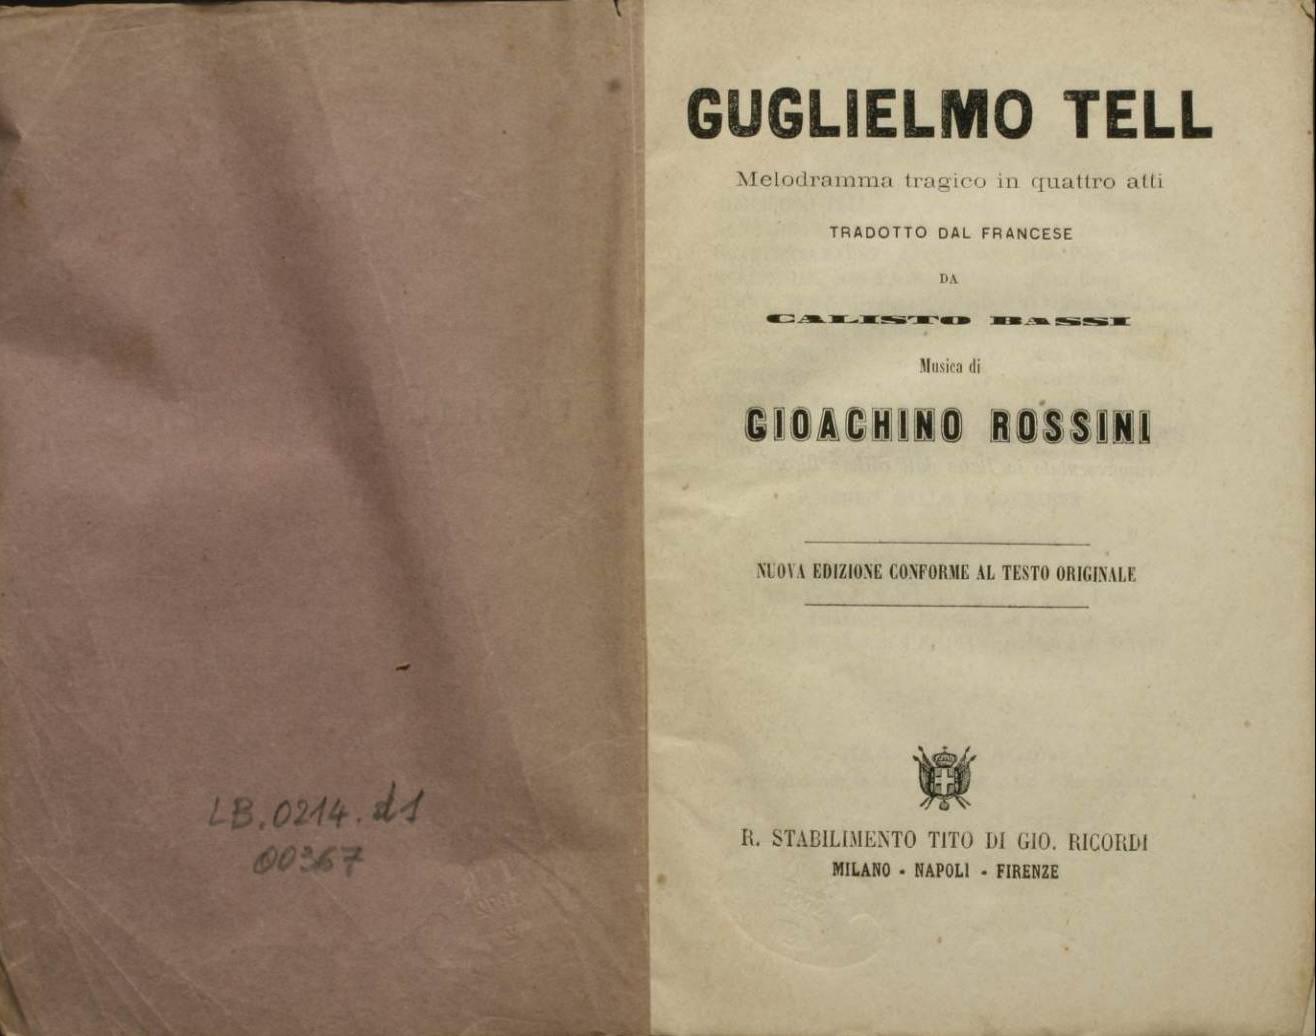 LB.0214.d1
00367
GUGLIELMO TELL
Melodramma tragico in quattro atti
TRADOTTO DAL FRANCESE
DA
CALISTO BASSI
Musica di
GIOACHINO ROSSINI
NUOVA EDIZIONE CONFORME AL TESTO ORIGINALE
R. STABILIMENTO TITO DI GIO. RICORDI
MILANO - NAPOLI - FIRENZE